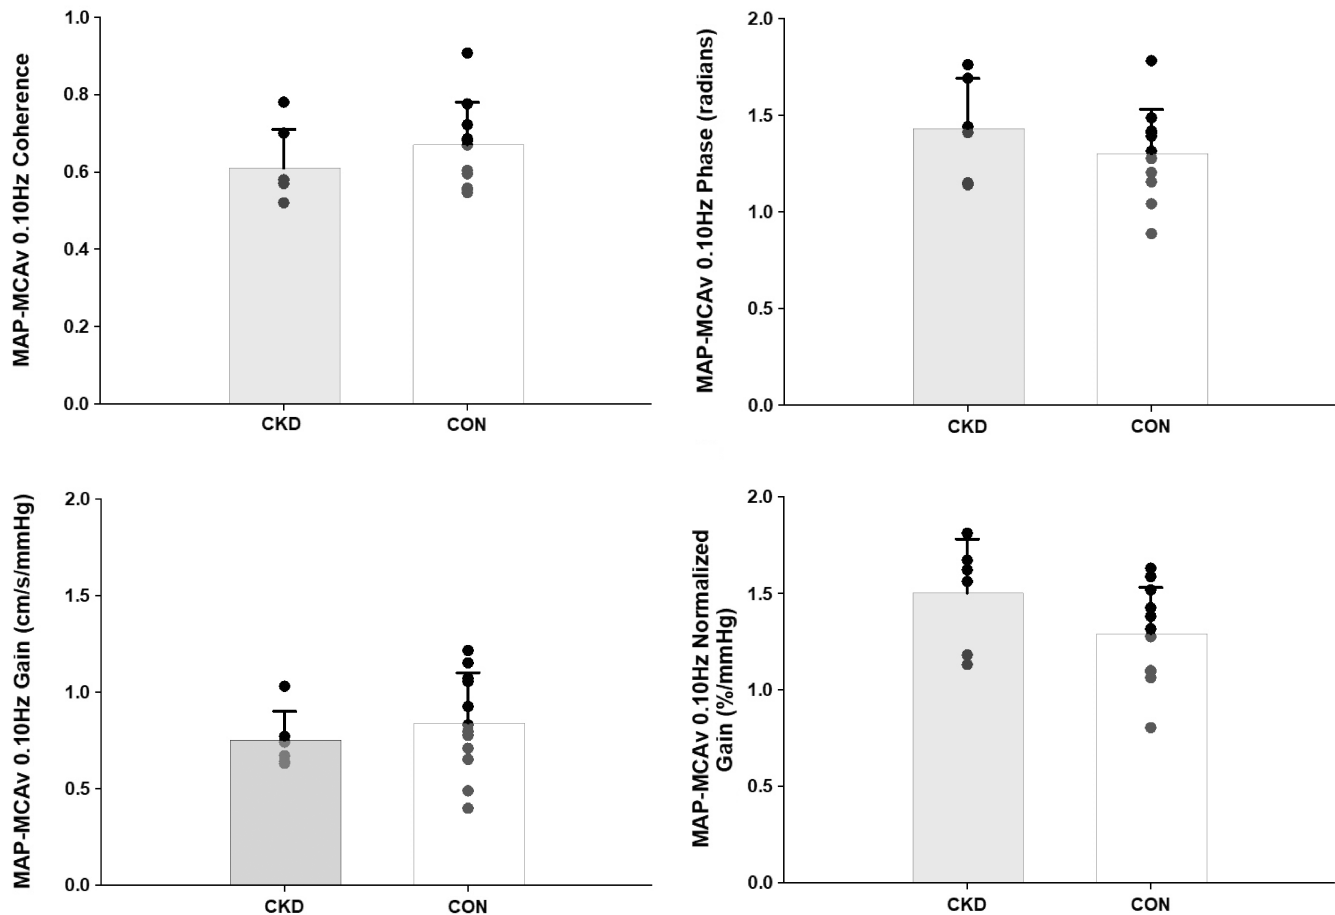 MAP-MCAv 0.10Hz Coherence
1.0
0.8
0.6
0.4
0.2
0.0
CKD
CON
MAP-MCAv 0.10Hz Phase (radians)
2.0
1.5
1.0
0.5
0.0
CKD
CON
MAP-MCAv 0.10Hz Gain (cm/s/mmHg)
2.0
1.5
1.0
0.5
0.0
CKD
CON
MAP-MCAv 0.10Hz Normalized
Gain (%/mmHg)
2.0
1.5
1.0
0.5
0.0
CKD
CON